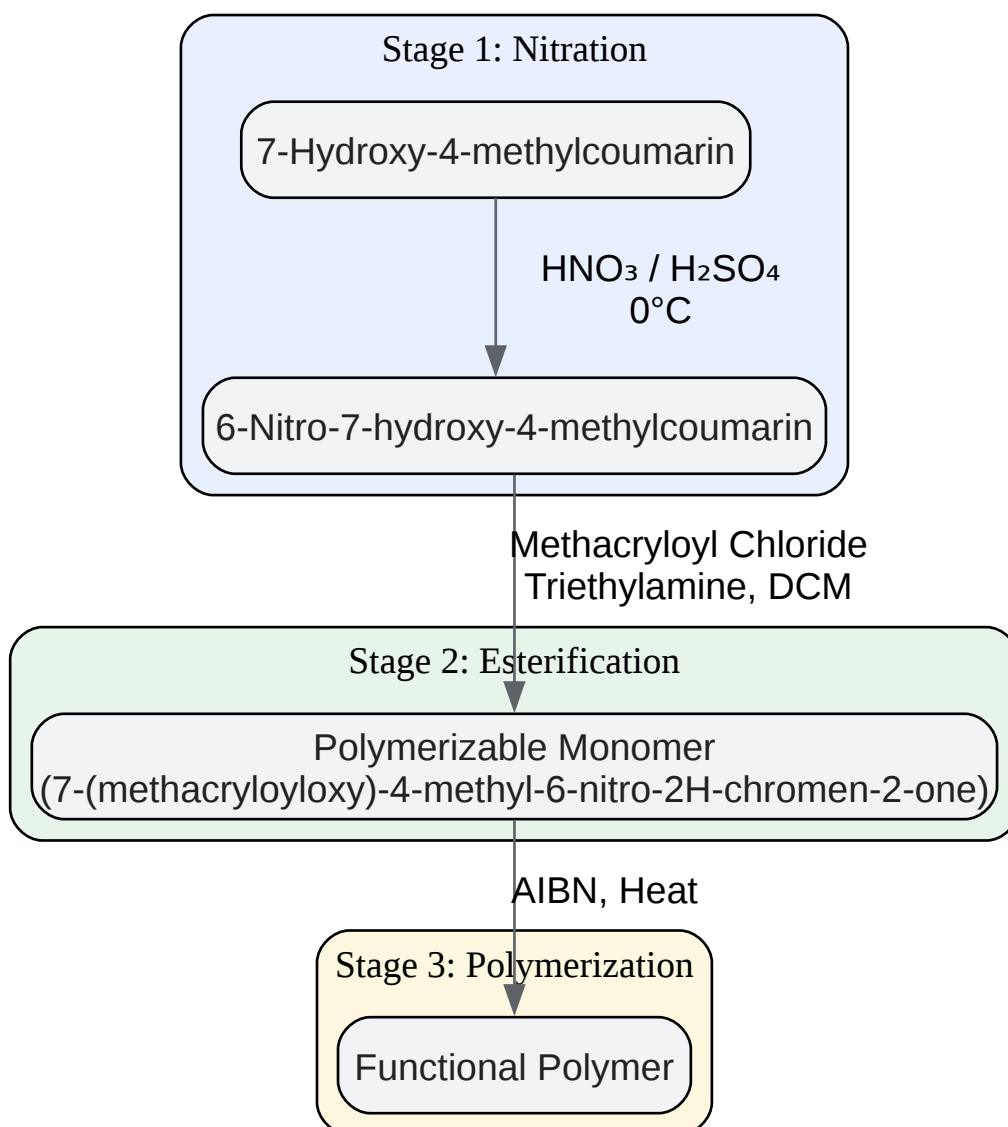 Stage 1: Nitration
7-Hydroxy-4-methylcoumarin
HNO₃ / H₂SO₄
0°C
6-Nitro-7-hydroxy-4-methylcoumarin
Methacryloyl Chloride
Triethylamine, DCM
Stage 2: Esterification
Polymerizable Monomer
(7-(methacryloyloxy)-4-methyl-6-nitro-2H-chromen-2-one)
AIBN, Heat
Stage 3: Polymerization
Functional Polymer